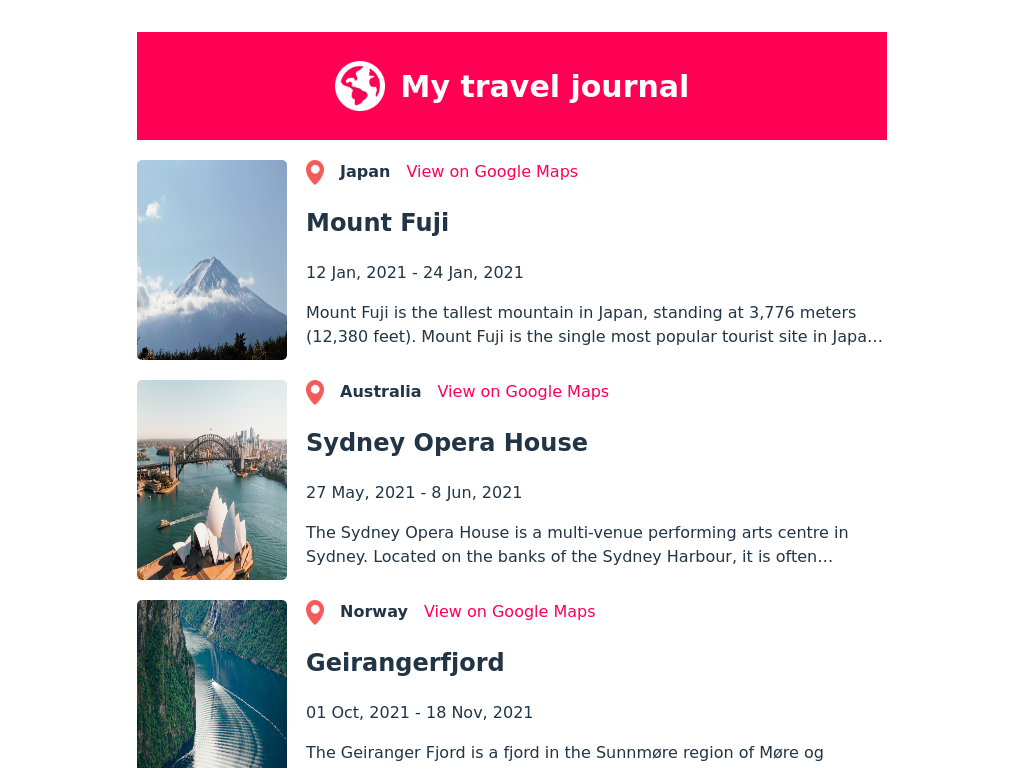 My travel journal
Japan View on Google Maps
Mount Fuji
12 Jan, 2021 - 24 Jan, 2021
Mount Fuji is the tallest mountain in Japan, standing at 3,776 meters
(12,380 feet). Mount Fuji is the single most popular tourist site in Japa…
Australia View on Google Maps
Sydney Opera House
27 May, 2021 - 8 Jun, 2021
The Sydney Opera House is a multi-venue performing arts centre in
Sydney. Located on the banks of the Sydney Harbour, it is often…
Norway View on Google Maps
Geirangerfjord
01 Oct, 2021 - 18 Nov, 2021
The Geiranger Fjord is a fjord in the Sunnmøre region of Møre og